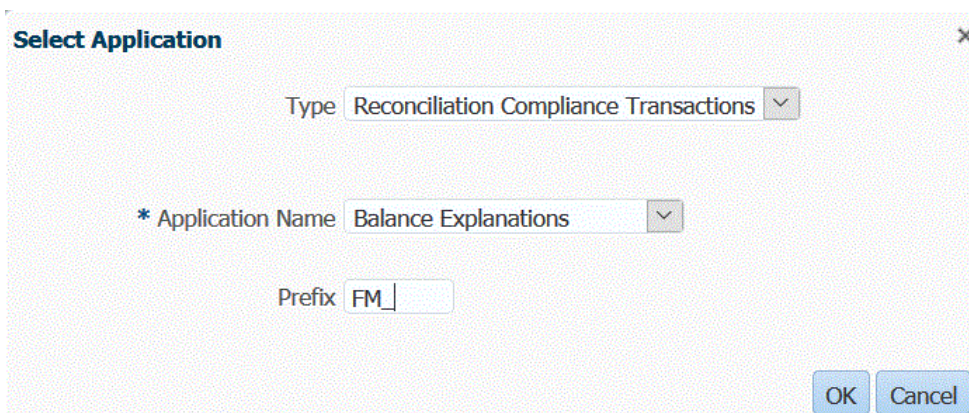 Select Application
Type Reconciliation Compliance Transactions
* Application Name Balance Explanations
Prefix FM_
OK Cancel